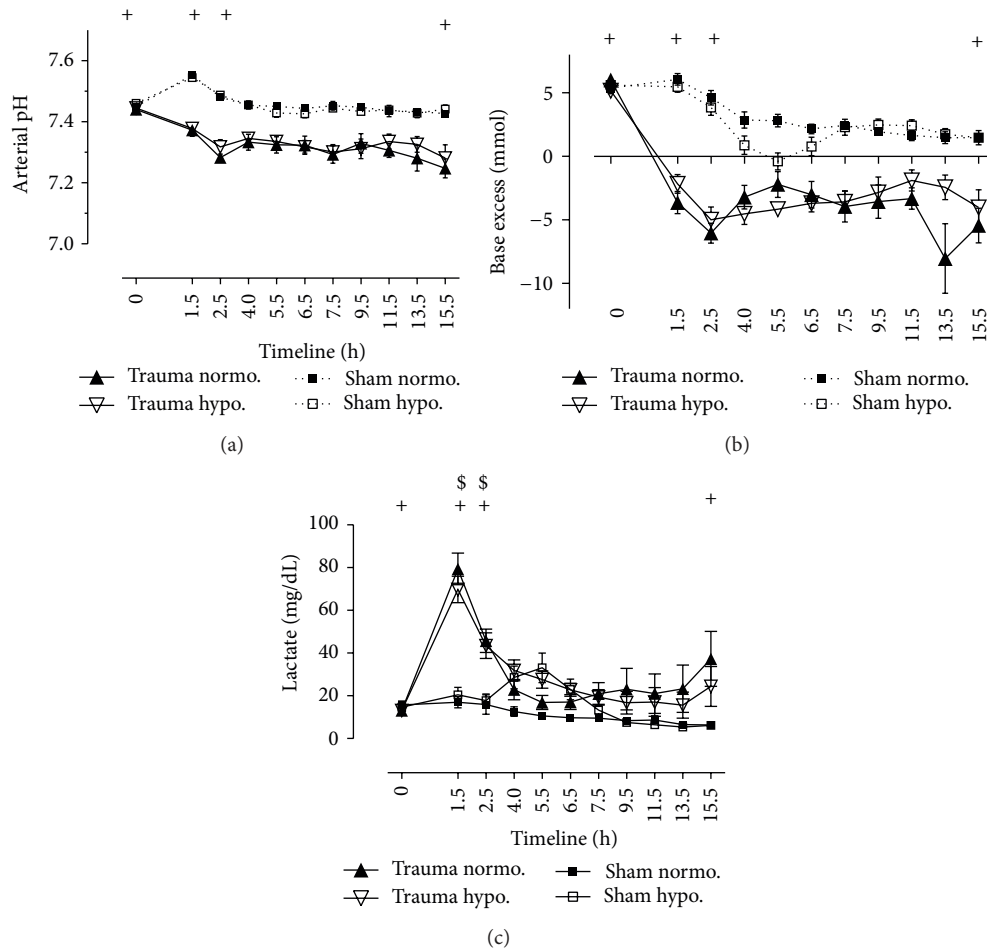 + + + +
7.6
7.4
7.2
7.0
Arterial pH
0 1.5 2.5 4.0 5.5 6.5 7.5 9.5 11.5 13.5 15.5
Timeline (h)
Trauma normo. Sham normo.
Trauma hypo. Sham hypo.
(a)
+ + + +
5
0
−5
−10
Base excess (mmol)
0 1.5 2.5 4.0 5.5 6.5 7.5 9.5 11.5 13.5 15.5
Trauma normo. Sham normo.
Trauma hypo. Sham hypo.
(b)
$ $
+ + + +
100
80
60
40
20
0
Lactate (mg/dL)
0 1.5 2.5 4.0 5.5 6.5 7.5 9.5 11.5 13.5 15.5
Timeline (h)
Trauma normo. Sham normo.
Trauma hypo. Sham hypo.
(c)